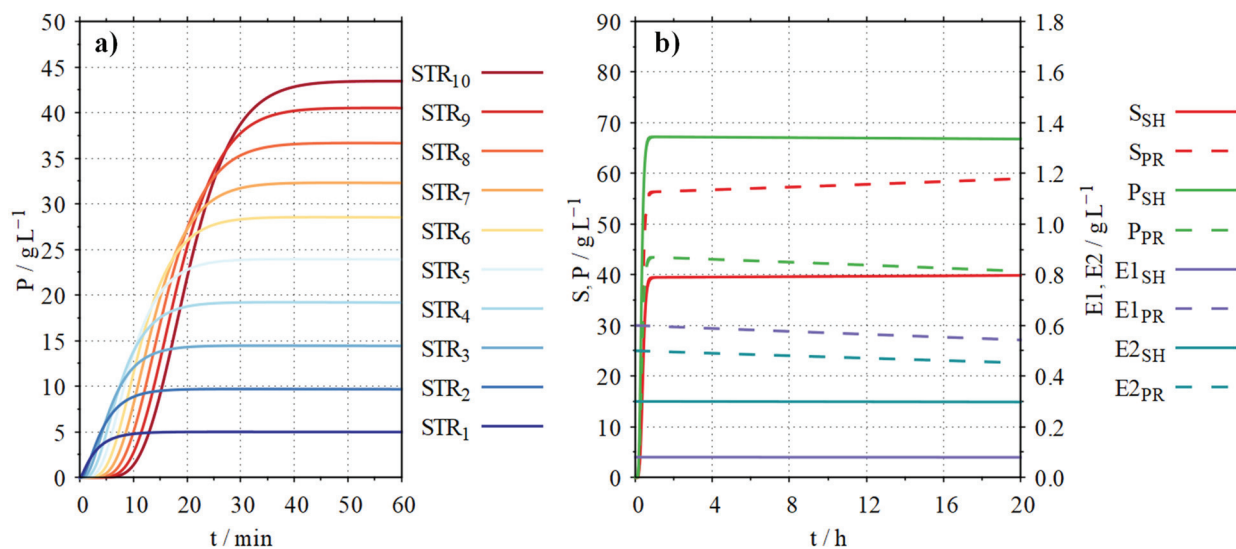 a)
P / g L⁻¹
50
45
40
35
30
25
20
15
10
5
0
0 10 20 30 40 50 60
t / min
STR₁₀
STR₉
STR₈
STR₇
STR₆
STR₅
STR₄
STR₃
STR₂
STR₁
b)
S, P / g L⁻¹
90
80
70
60
50
40
30
20
10
0
0 4 8 12 16 20
t / h
1.8
1.6
1.4
1.2
1.0
0.8
0.6
0.4
0.2
0.0
E1, E2 / g L⁻¹
S_SH
S_PR
P_SH
P_PR
E1_SH
E1_PR
E2_SH
E2_PR